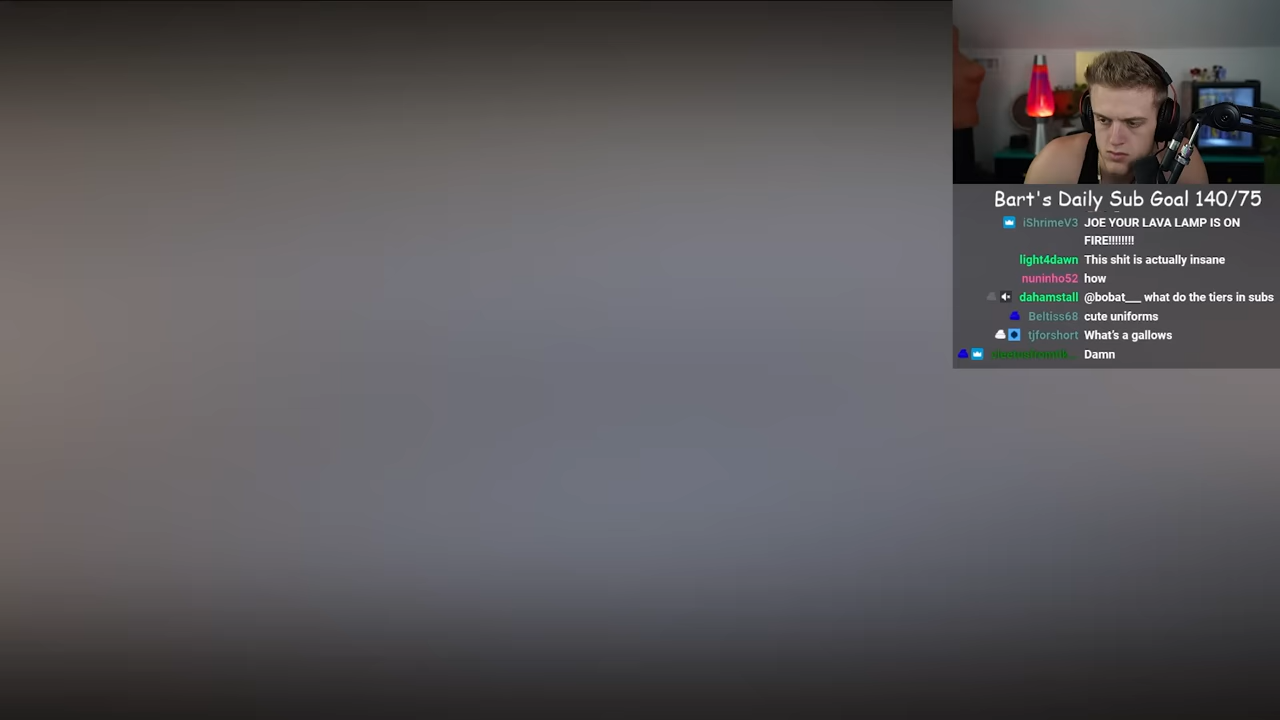 Bart's Daily Sub Goal 140/75
iShrimeV3 JOE YOUR LAVA LAMP IS ON
FIRE!!!!!!!!
light4dawn This shit is actually insane
nuninho52 how
dahamstall @bobat___ what do the tiers in subs
Beltiss68 cute uniforms
tjforshort What's a gallows
Damn